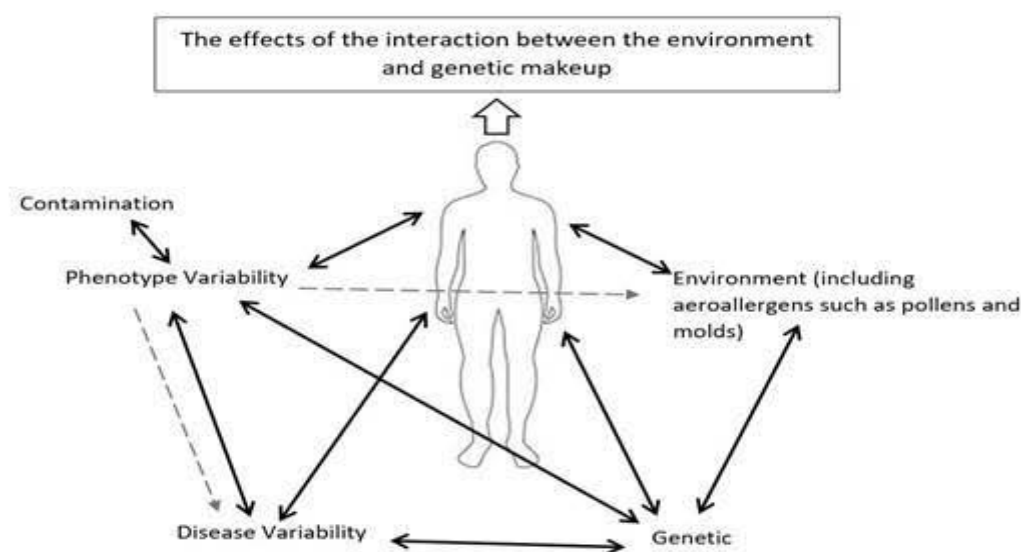 The effects of the interaction between the environment
and genetic makeup
Contamination
Phenotype Variability
Environment (including
aeroallergens such as pollens and
molds)
Disease Variability
Genetic